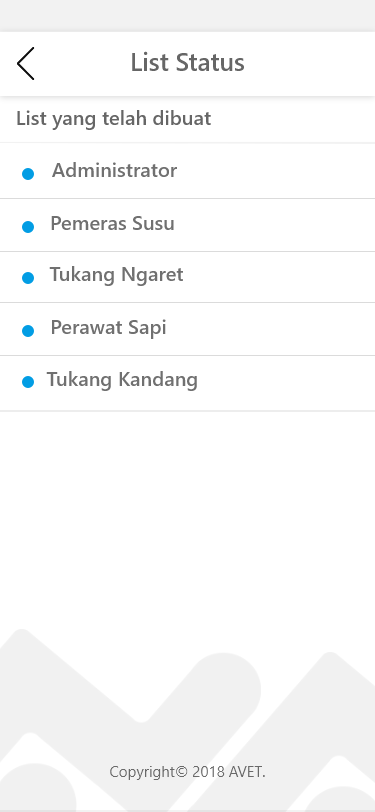 List Status
List yang telah dibuat
Administrator
Pemeras Susu
Tukang Ngaret
Perawat Sapi
Tukang Kandang
Copyright© 2018 AVET.